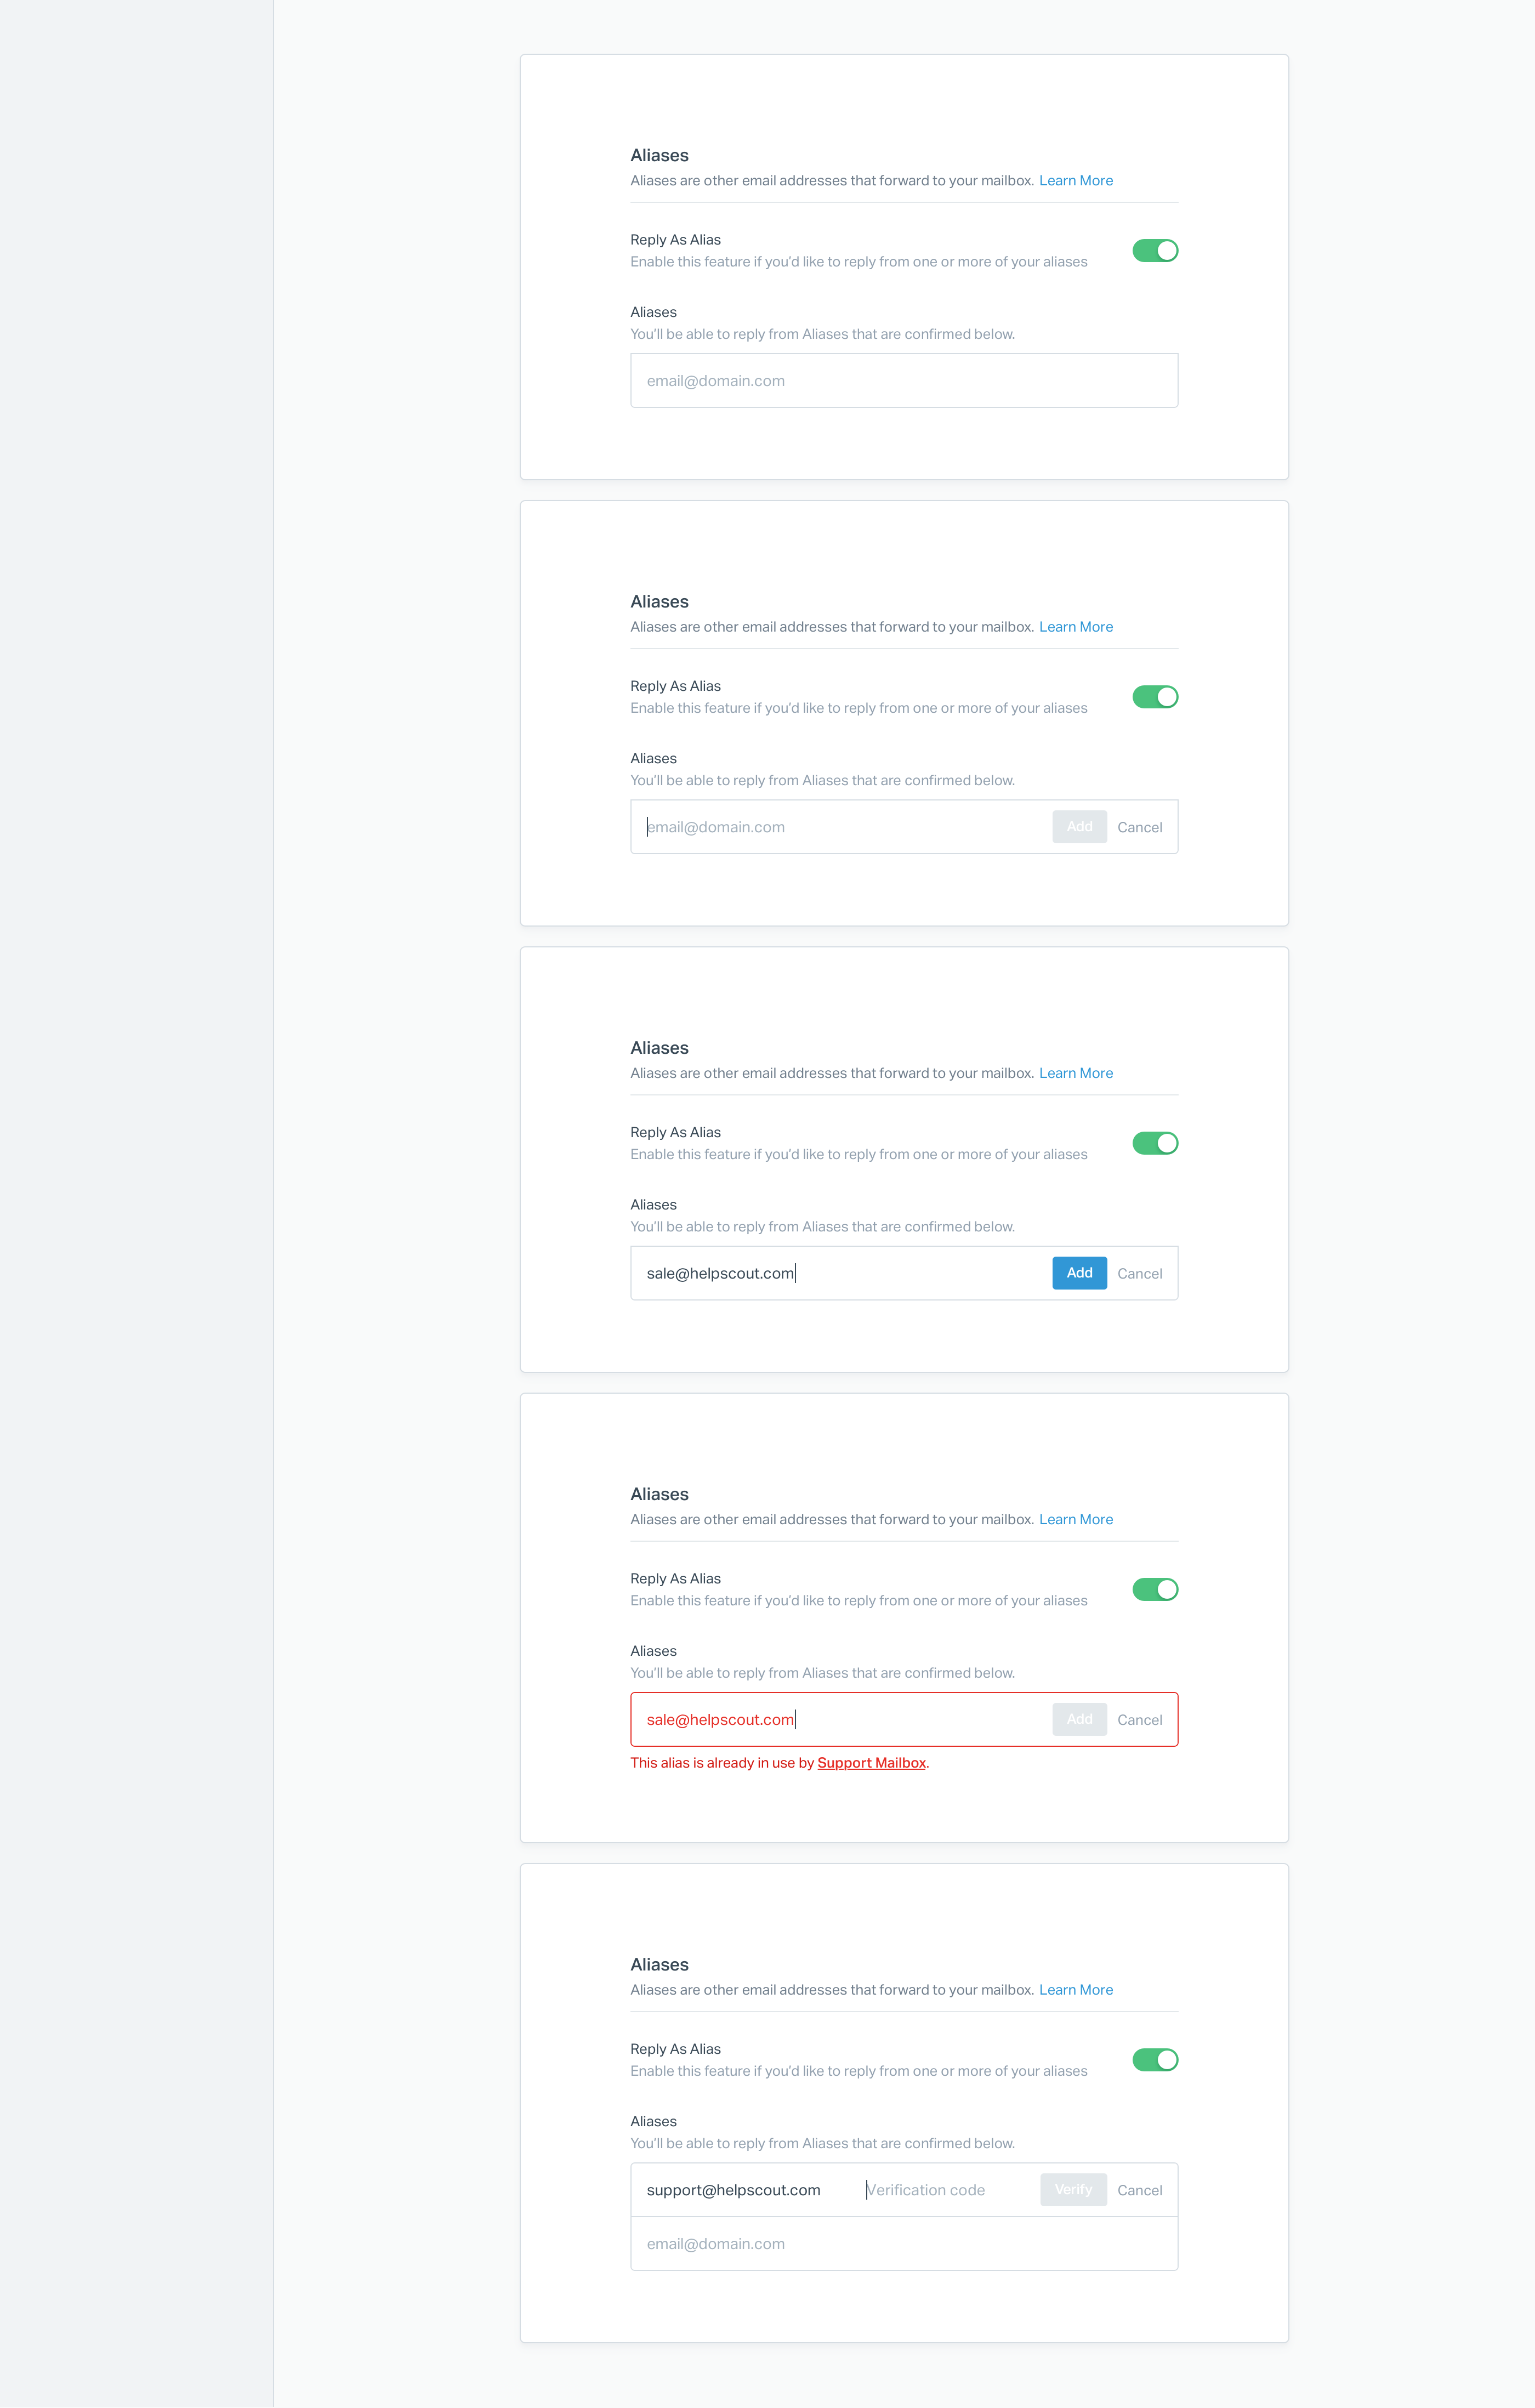 Aliases
Aliases are other email addresses that forward to your mailbox. Learn More
Reply As Alias
Enable this feature if you'd like to reply from one or more of your aliases
Aliases
You'll be able to reply from Aliases that are confirmed below.
email@domain.com
Aliases
Aliases are other email addresses that forward to your mailbox. Learn More
Reply As Alias
Enable this feature if you'd like to reply from one or more of your aliases
Aliases
You'll be able to reply from Aliases that are confirmed below.
email@domain.com Add Cancel
Aliases
Aliases are other email addresses that forward to your mailbox. Learn More
Reply As Alias
Enable this feature if you'd like to reply from one or more of your aliases
Aliases
You'll be able to reply from Aliases that are confirmed below.
sale@helpscout.com Add Cancel
Aliases
Aliases are other email addresses that forward to your mailbox. Learn More
Reply As Alias
Enable this feature if you'd like to reply from one or more of your aliases
Aliases
You'll be able to reply from Aliases that are confirmed below.
sale@helpscout.com Add Cancel
This alias is already in use by Support Mailbox.
Aliases
Aliases are other email addresses that forward to your mailbox. Learn More
Reply As Alias
Enable this feature if you'd like to reply from one or more of your aliases
Aliases
You'll be able to reply from Aliases that are confirmed below.
support@helpscout.com Verification code Verify Cancel
email@domain.com